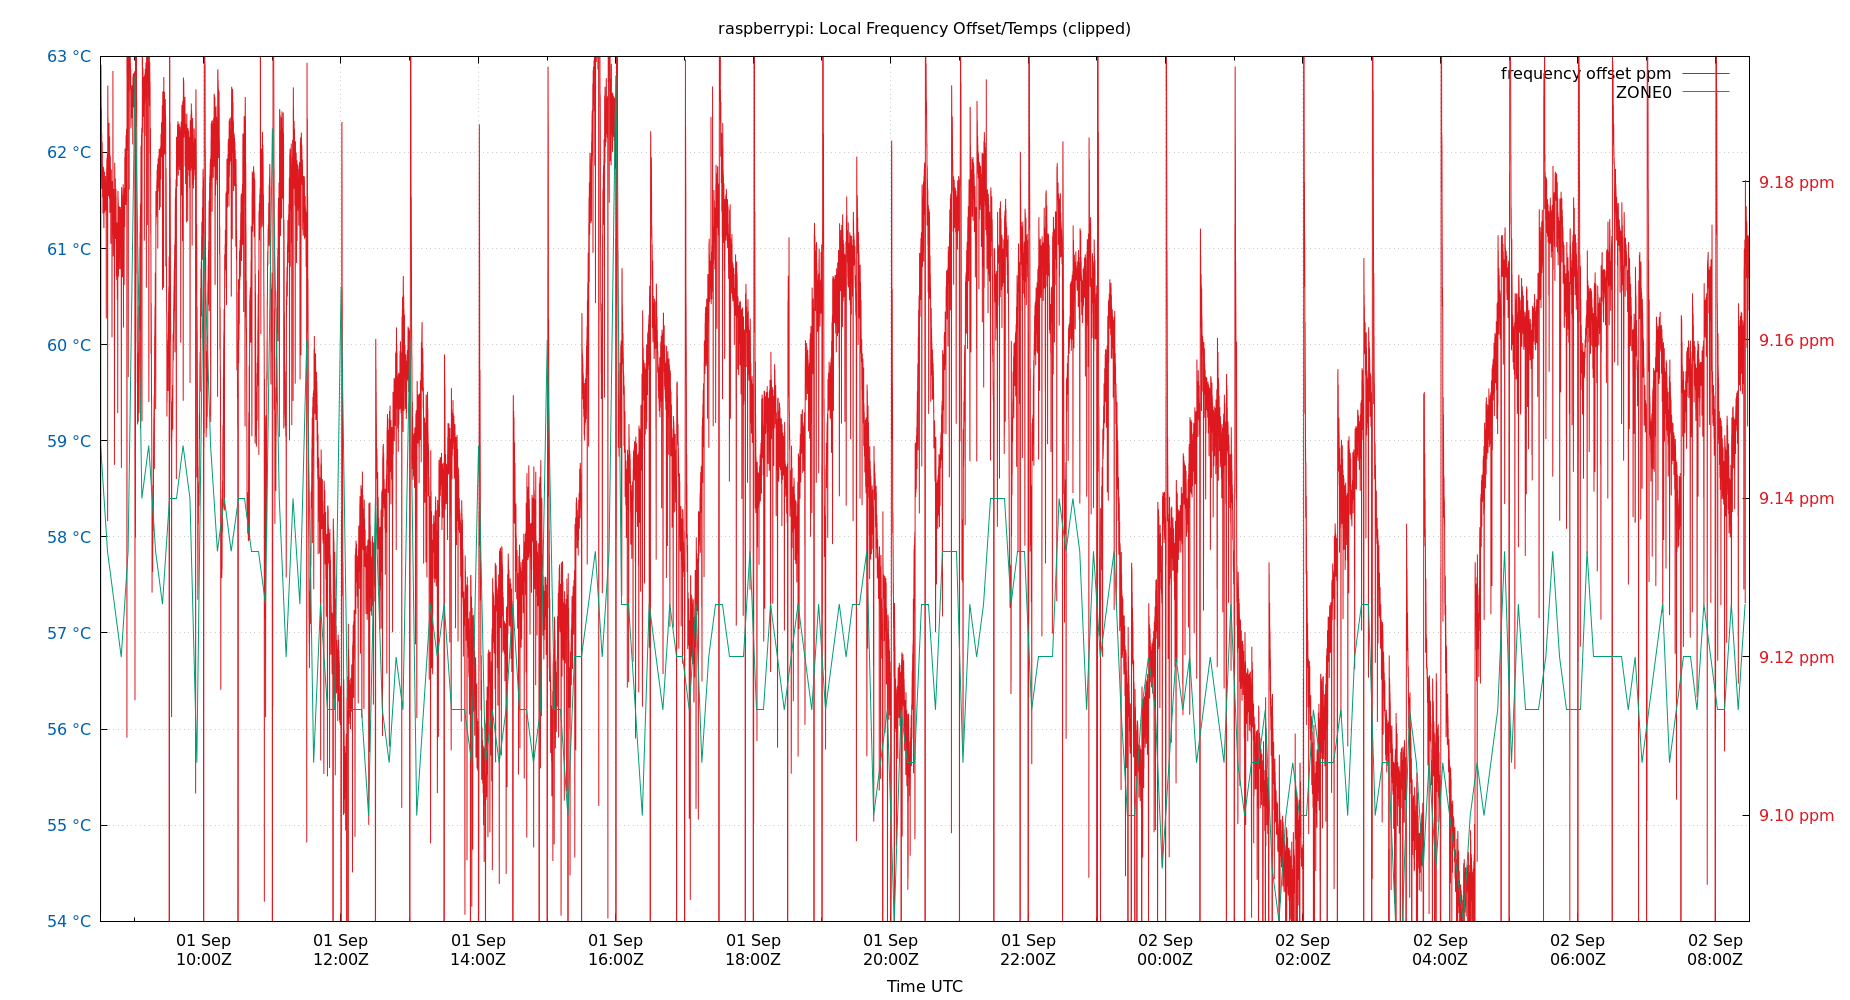 raspberrypi: Local Frequency Offset/Temps (clipped)
63 °C
62 °C
61 °C
60 °C
59 °C
58 °C
57 °C
56 °C
55 °C
54 °C
frequency offset ppm
ZONE0
9.18 ppm
9.16 ppm
9.14 ppm
9.12 ppm
9.10 ppm
01 Sep 01 Sep 01 Sep 01 Sep 01 Sep 01 Sep 01 Sep 02 Sep 02 Sep 02 Sep 02 Sep 02 Sep
10:00Z 12:00Z 14:00Z 16:00Z 18:00Z 20:00Z 22:00Z 00:00Z 02:00Z 04:00Z 06:00Z 08:00Z
Time UTC